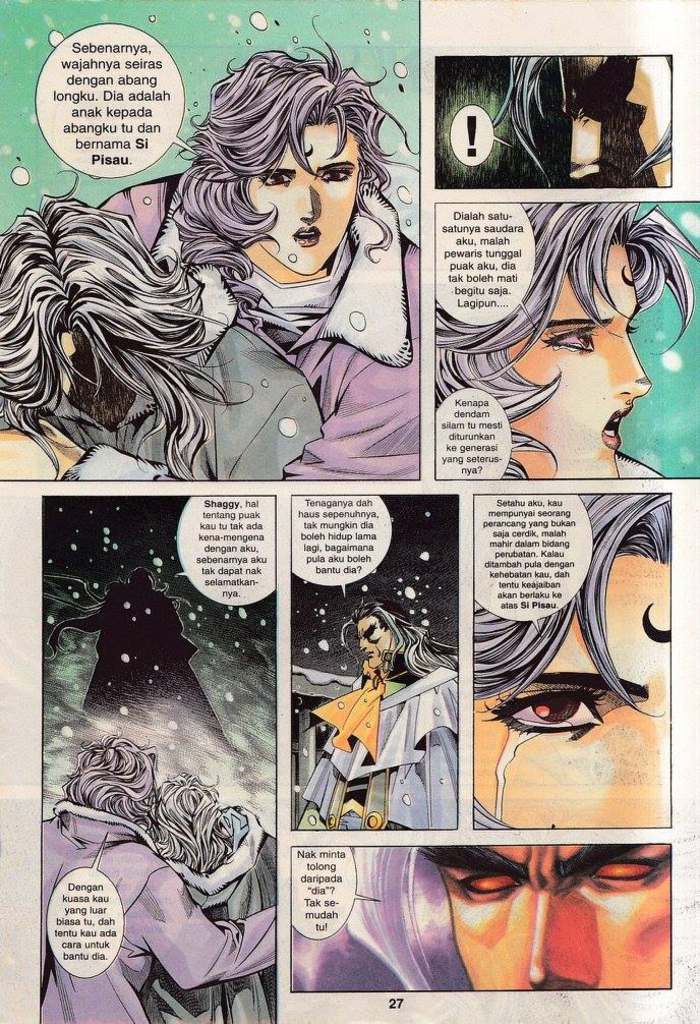 Sebenarnya,
wajahnya seiras
dengan abang
longku. Dia adalah
anak kepada
abangku tu dan
bernama Si
Pisau.
!
Dialah satu-
satunya saudara
aku, malah
pewaris tunggal
puak aku, dia
tak boleh mati
begitu saja.
Lagipun....
Kenapa
dendam
silam tu mesti
diturunkan
ke generasi
yang seterus-
nya?
Shaggy, hal
tentang puak
kau tu tak ada
kena-mengena
dengan aku,
sebenarnya aku
tak dapat nak
selamatkan-
nya.
Dengan
kuasa kau
yang luar
biasa tu, dah
tentu kau ada
cara untuk
bantu dia.
Tenaganya dah
haus sepenuhnya,
tak mungkin dia
boleh hidup lama
lagi, bagaimana
pula aku boleh
bantu dia?
Setahu aku, kau
mempunyai seorang
perancang yang bukan
saja cerdik, malah
mahir dalam bidang
perubatan. Kalau
ditambah pula dengan
kehebatan kau, dah
tentu keajaiban
akan berlaku ke
atas Si Pisau.
Nak minta
tolong
daripada
"dia"?
Tak se-
mudah
tu!
27